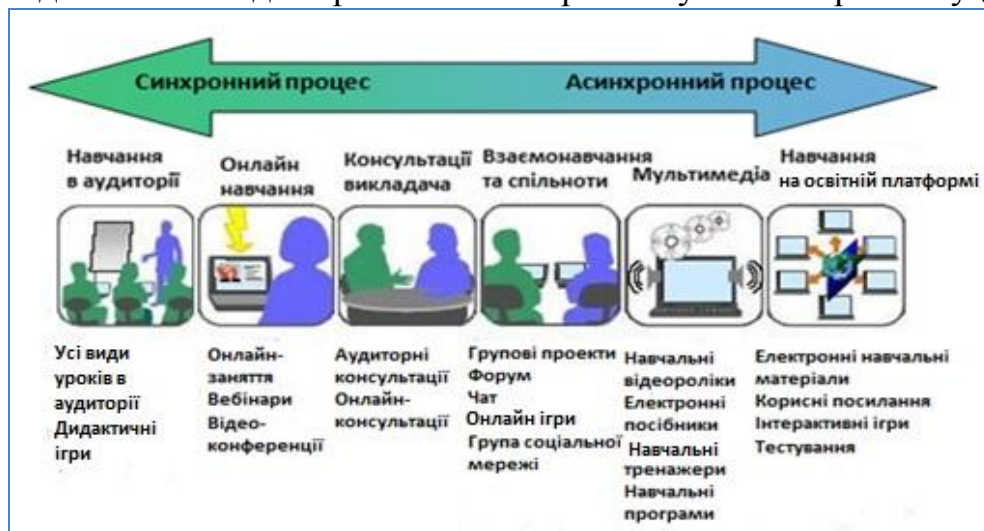 Синхронний процес
Асинхронний процес
Навчання
в аудиторії
Онлайн
навчання
Консультації
викладача
Взаємонавчання
та спільноти
Мультимедіа
Навчання
на освітній платформі
Усі види
уроків в
аудиторії
Дидактичні
ігри
Онлайн-
заняття
Вебінари
Відео-
конференції
Аудиторні
консультації
Онлайн-
консультації
Групові проекти
Форум
Чат
Онлайн ігри
Група соціальної
мережі
Навчальні
відеоролики
Електронні
посібники
Навчальні
тренажери
Навчальні
програми
Електронні навчальні
матеріали
Корисні посилання
Інтерактивні ігри
Тестування